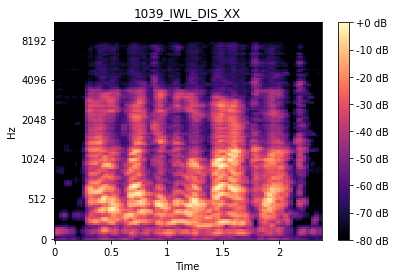 1039_IWL_DIS_XX
8192
4096
2048
1024
512
0
Hz
0
0.5
1
1.5
2
Time
+0 dB
-10 dB
-20 dB
-30 dB
-40 dB
-50 dB
-60 dB
-70 dB
-80 dB